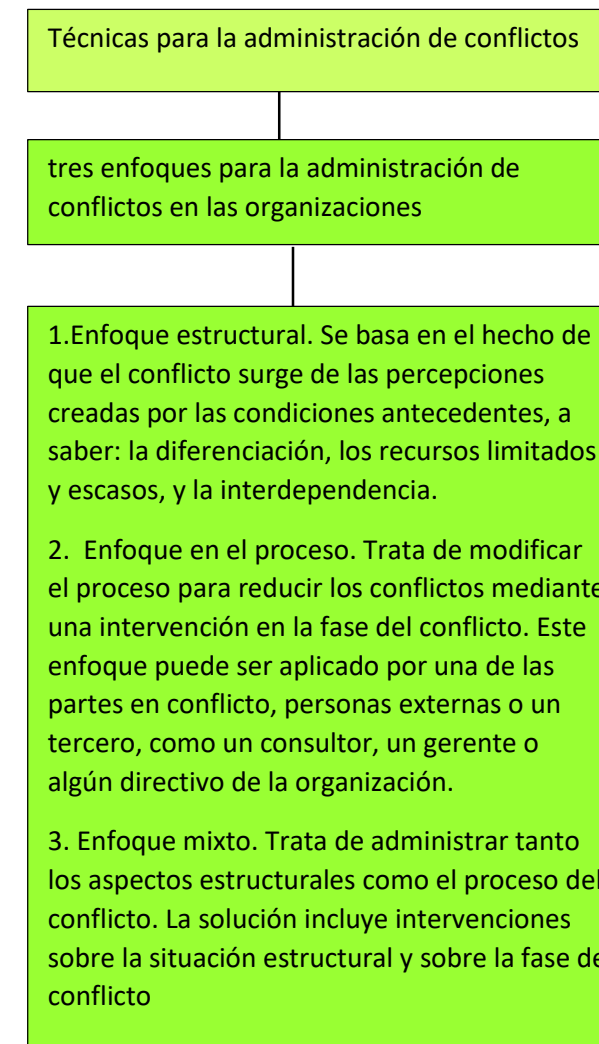 Técnicas para la administración de conflictos
tres enfoques para la administración de
conflictos en las organizaciones
1.Enfoque estructural. Se basa en el hecho de
que el conflicto surge de las percepciones
creadas por las condiciones antecedentes, a
saber: la diferenciación, los recursos limitados
y escasos, y la interdependencia.
2. Enfoque en el proceso. Trata de modificar
el proceso para reducir los conflictos mediante
una intervención en la fase del conflicto. Este
enfoque puede ser aplicado por una de las
partes en conflicto, personas externas o un
tercero, como un consultor, un gerente o
algún directivo de la organización.
3. Enfoque mixto. Trata de administrar tanto
los aspectos estructurales como el proceso del
conflicto. La solución incluye intervenciones
sobre la situación estructural y sobre la fase de
conflicto